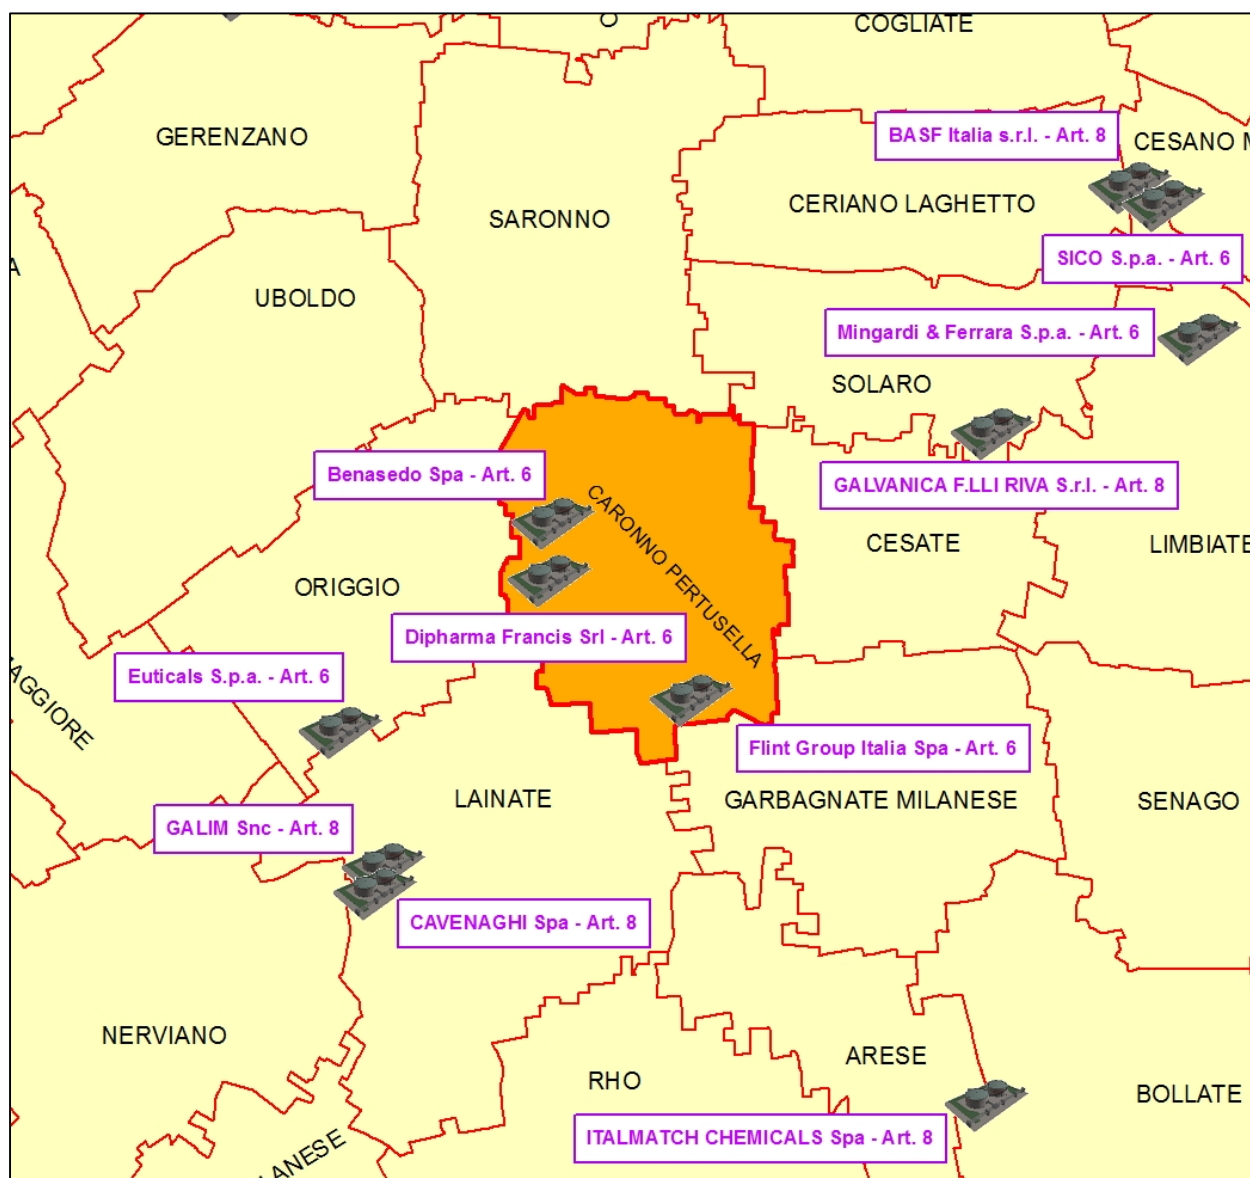 COGLIATE
GERENZANO
BASF Italia s.r.l. - Art. 8
CESANO M
SARONNO
CERIANO LAGHETTO
SICO S.p.a. - Art. 6
A
UBOLDO
Mingardi & Ferrara S.p.a. - Art. 6
SOLARO
Benasedo Spa - Art. 6
GALVANICA F.LLI RIVA S.r.l. - Art. 8
CARONNO PERTUSELLA
CESATE
LIMBIATE
ORIGGIO
Dipharma Francis Srl - Art. 6
Euticals S.p.a. - Art. 6
AGGIORE
Flint Group Italia Spa - Art. 6
LAINATE
GARBAGNATE MILANESE
SENAGO
GALIM Snc - Art. 8
CAVENAGHI Spa - Art. 8
NERVIANO
ARESE
RHO
BOLLATE
ITALMATCH CHEMICALS Spa - Art. 8
LANESE